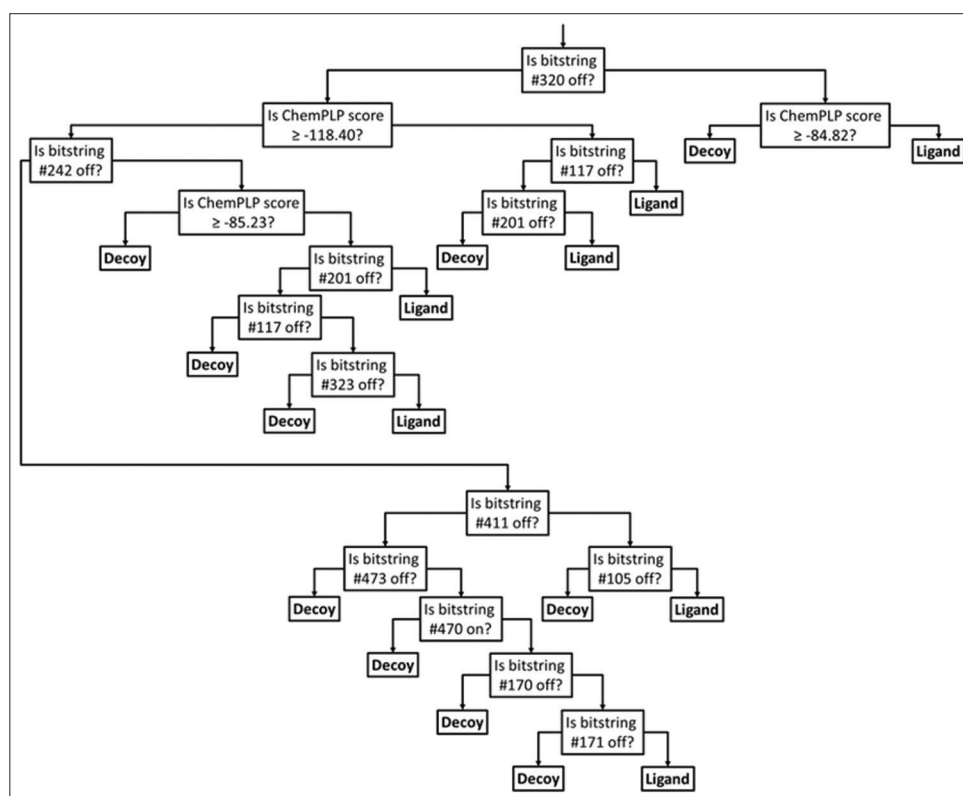 Is bitstring
#320 off?
Is ChemPLP score
≥ -118.40?
Is ChemPLP score
≥ -84.82?
Is bitstring
#242 off?
Is bitstring
#117 off?
Decoy
Ligand
Is ChemPLP score
≥ -85.23?
Is bitstring
#201 off?
Ligand
Decoy
Is bitstring
#201 off?
Decoy
Ligand
Is bitstring
#117 off?
Ligand
Decoy
Is bitstring
#323 off?
Decoy
Ligand
Is bitstring
#411 off?
Is bitstring
#473 off?
Is bitstring
#105 off?
Decoy
Is bitstring
#470 on?
Decoy
Ligand
Decoy
Is bitstring
#170 off?
Decoy
Is bitstring
#171 off?
Decoy
Ligand